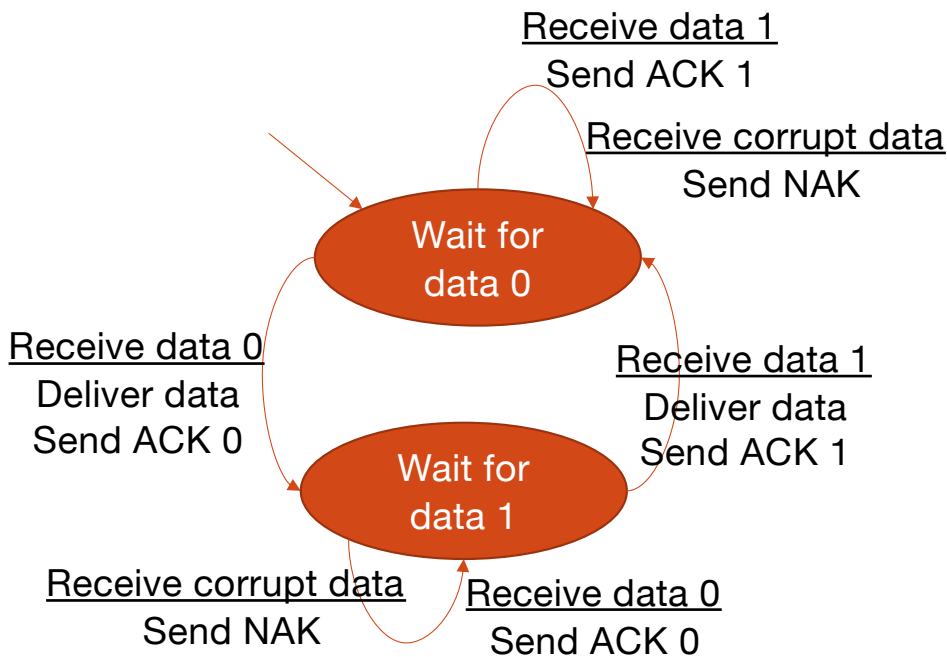 Receive data 1
Send ACK 1
Receive corrupt data
Send NAK
Wait for
data 0
Receive data 0
Deliver data
Send ACK 0
Receive data 1
Deliver data
Send ACK 1
Wait for
data 1
Receive corrupt data
Send NAK
Receive data 0
Send ACK 0